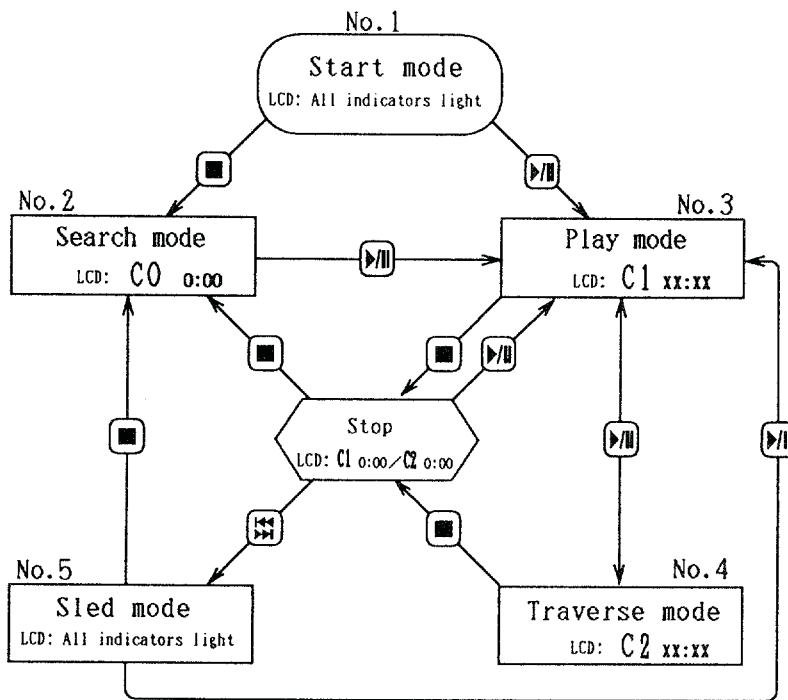 No.1
Start mode
LCD: All indicators light
No.2
Search mode
LCD: C0 0:00
No.3
Play mode
LCD: C1 xx:xx
Stop
LCD: C1 0:00/C2 0:00
No.5
Sled mode
LCD: All indicators light
No.4
Traverse mode
LCD: C2 xx:xx